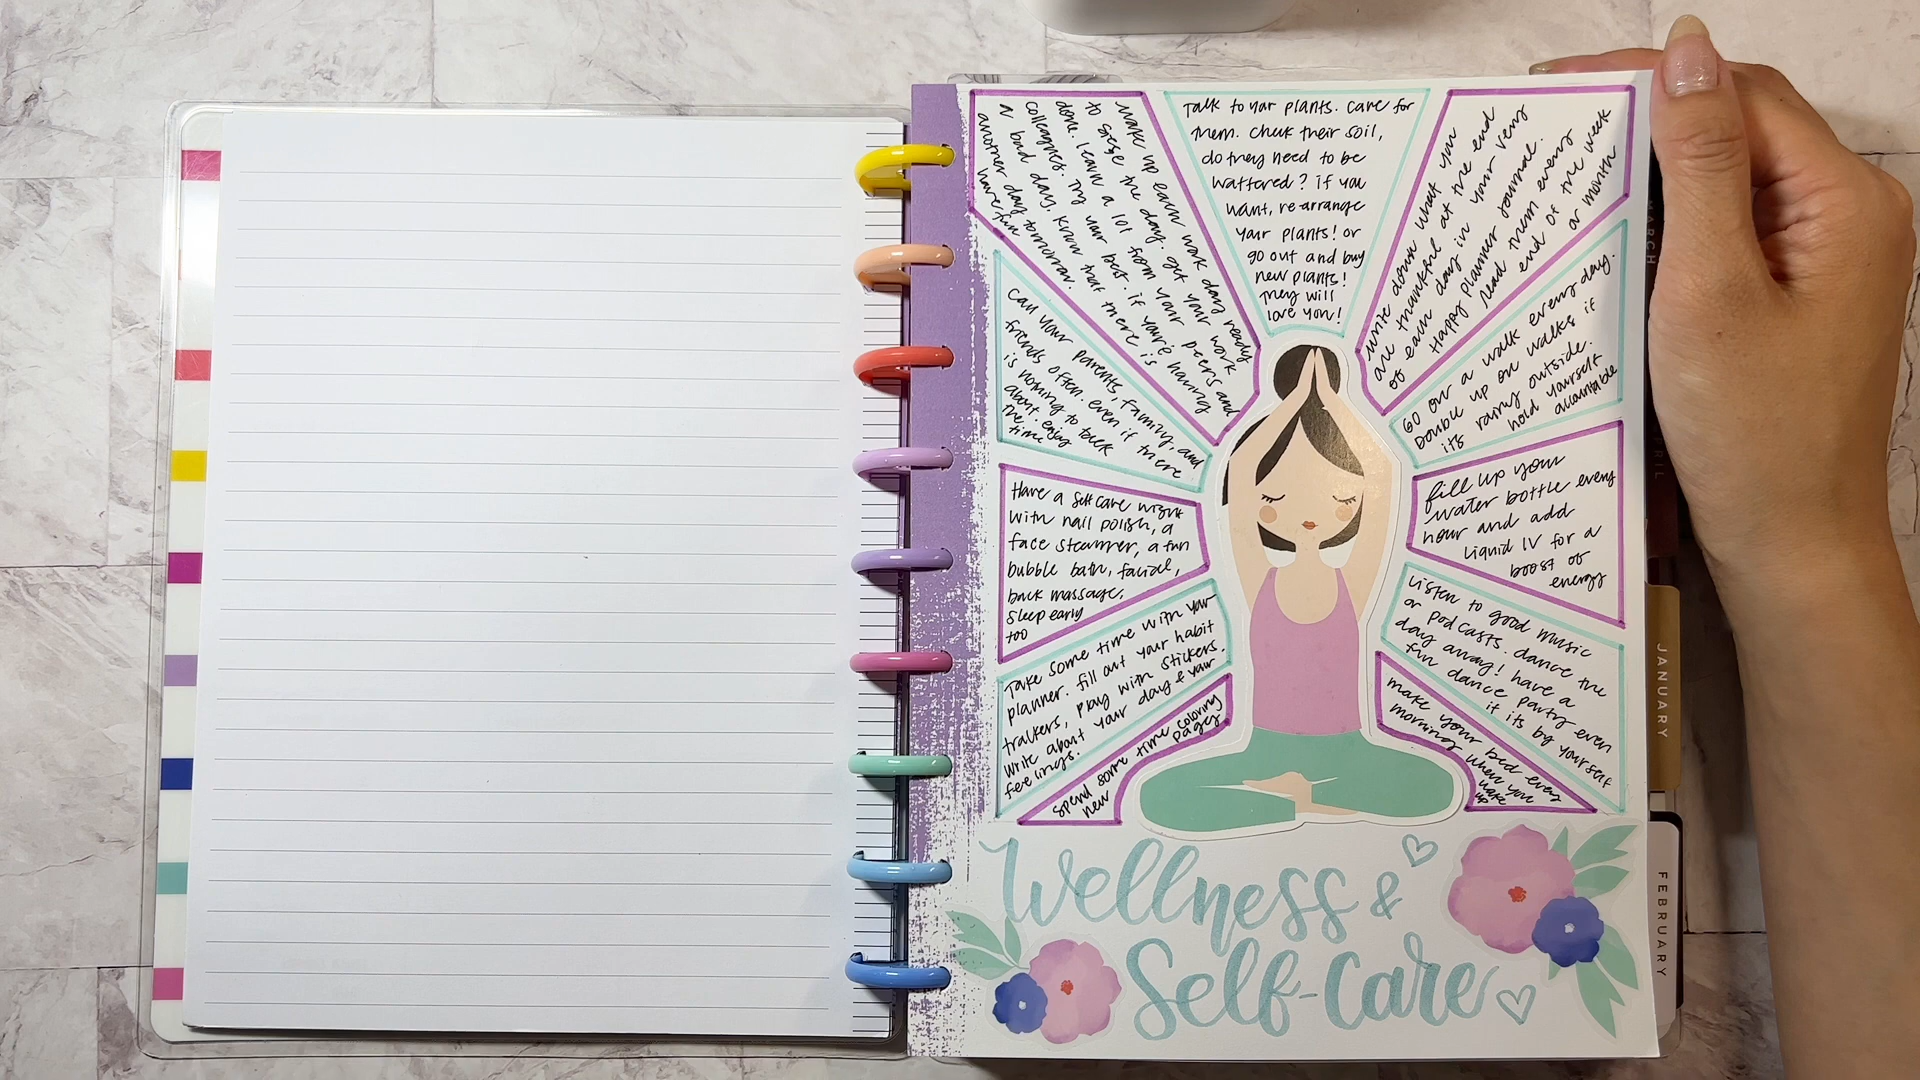 wake up each work day ready
to seese the day. get your work
done. learn a lot from your peers and
colleagues. Try your best. if you're having
a bad day, know that there is
another day tomorrow.
have fun
Talk to your plants. care for
them. check their soil,
do they need to be
wattered? if you
want, re-arrange
your plants! or
go out and buy
new plants!
They will
love you!
write down what you
are thankful at the end
of each day in your very
Happy planner journal.
read them every
end of the week
or month
call your parents, family, and
friends often. even if there
is nothing to talk
about. enjoy
the
time
GO on a walk every day.
Double up on walks if
its rainy outside.
hold yourself
accountable
Have a self care night
with nail polish, a
face steamer, a fun
bubble bath, facial,
back massage,
sleep early
too
fill up your
water bottle every
hour and add
Liquid IV for a
boost of
energy
Take some time with your
planner. fill out your habit
trackers, play with stickers.
Write about your day & your
feelings.
Listen to good music
or podcasts. dance the
day away! have a
fun dance party even
if its by yourself
spend some time coloring
new pages
make your bed every
morning when you
wake
up
Wellness &
Self-Care
MARCH
APRIL
JANUARY
FEBRUARY